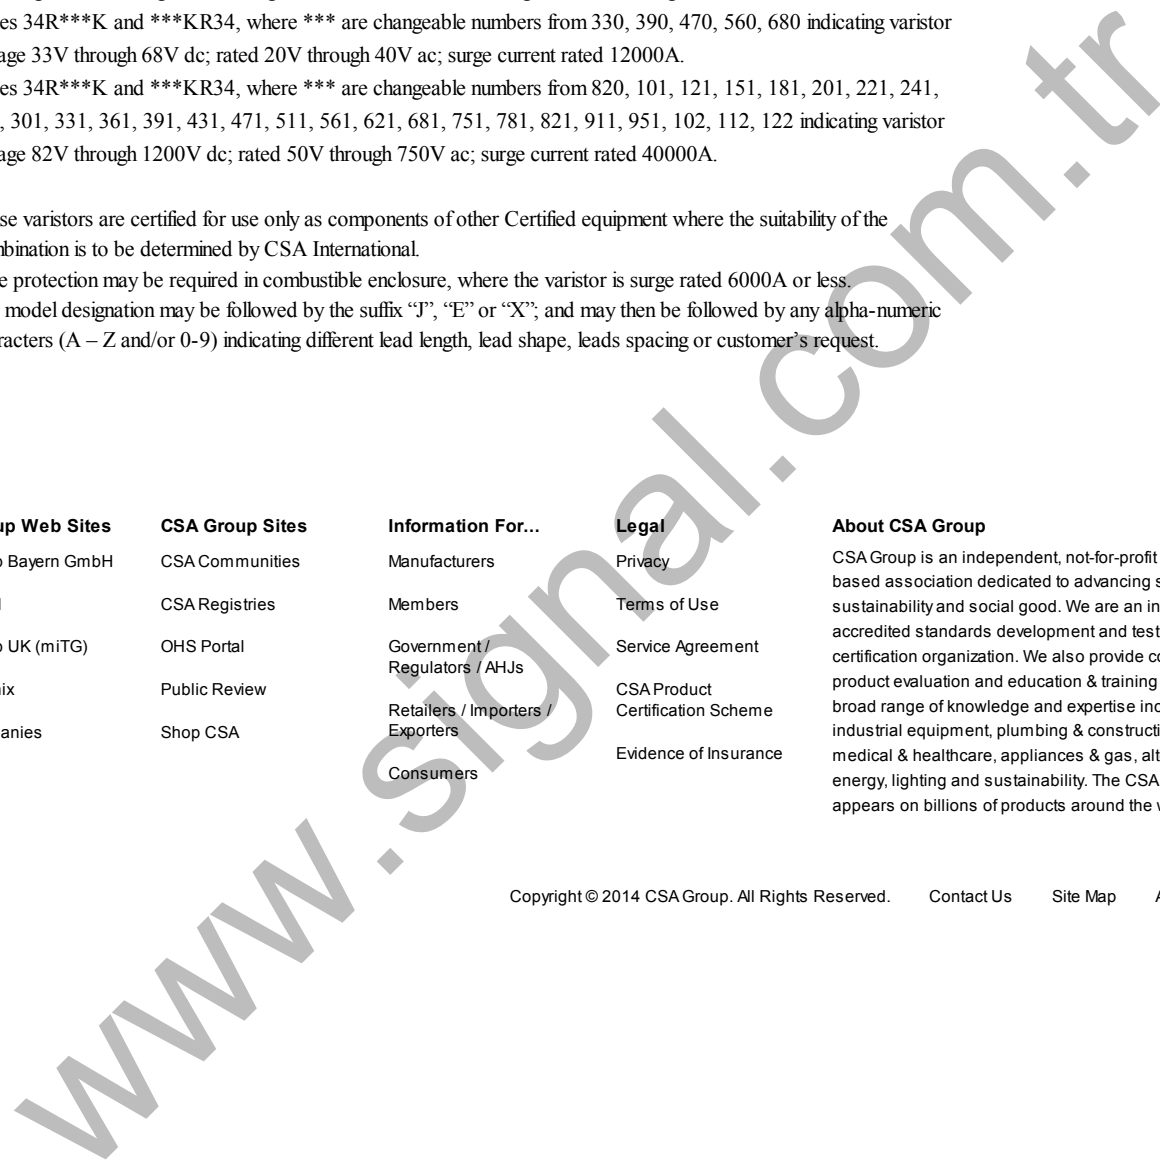 es 34R***K and ***KR34, where *** are changeable numbers from 330, 390, 470, 560, 680 indicating varistor
age 33V through 68V dc; rated 20V through 40V ac; surge current rated 12000A.
es 34R***K and ***KR34, where *** are changeable numbers from 820, 101, 121, 151, 181, 201, 221, 241,
, 301, 331, 361, 391, 431, 471, 511, 561, 621, 681, 751, 781, 821, 911, 951, 102, 112, 122 indicating varistor
age 82V through 1200V dc; rated 50V through 750V ac; surge current rated 40000A.
se varistors are certified for use only as components of other Certified equipment where the suitability of the
nbination is to be determined by CSA International.
e protection may be required in combustible enclosure, where the varistor is surge rated 6000A or less.
model designation may be followed by the suffix “J”, “E” or “X”; and may then be followed by any alpha-numeric
racters (A – Z and/or 0-9) indicating different lead length, lead shape, leads spacing or customer’s request.
up Web Sites
Bayern GmbH
UK (miTG)
ix
anies
CSA Group Sites
CSA Communities
CSA Registries
OHS Portal
Public Review
Shop CSA
Information For...
Manufacturers
Members
Government /
Regulators / AHJs
Retailers / Importers /
Exporters
Consumers
Legal
Privacy
Terms of Use
Service Agreement
CSA Product
Certification Scheme
Evidence of Insurance
About CSA Group
CSA Group is an independent, not-for-profit
based association dedicated to advancing s
sustainability and social good. We are an in
accredited standards development and test
certification organization. We also provide co
product evaluation and education & training
broad range of knowledge and expertise inc
industrial equipment, plumbing & constructi
medical & healthcare, appliances & gas, alt
energy, lighting and sustainability. The CSA
appears on billions of products around the w
Copyright © 2014 CSA Group. All Rights Reserved. Contact Us Site Map A
www.signal.com.tr